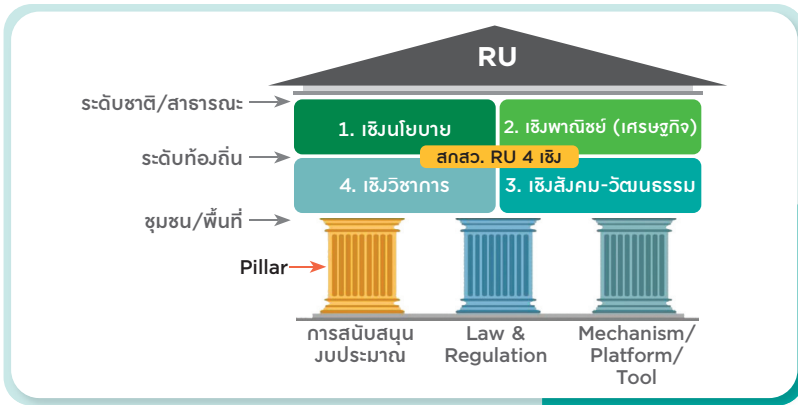 RU
ระดับชาติ/สาธารณะ
1. เชิงนโยบาย
2. เชิงพาณิชย์ (เศรษฐกิจ)
สกสว. RU 4 เชิง
ระดับท้องถิ่น
4. เชิงวิชาการ
3. เชิงสังคม-วัฒนธรรม
ชุมชน/พื้นที่
Pillar
การสนับสนุน
งบประมาณ
Law &
Regulation
Mechanism/
Platform/
Tool